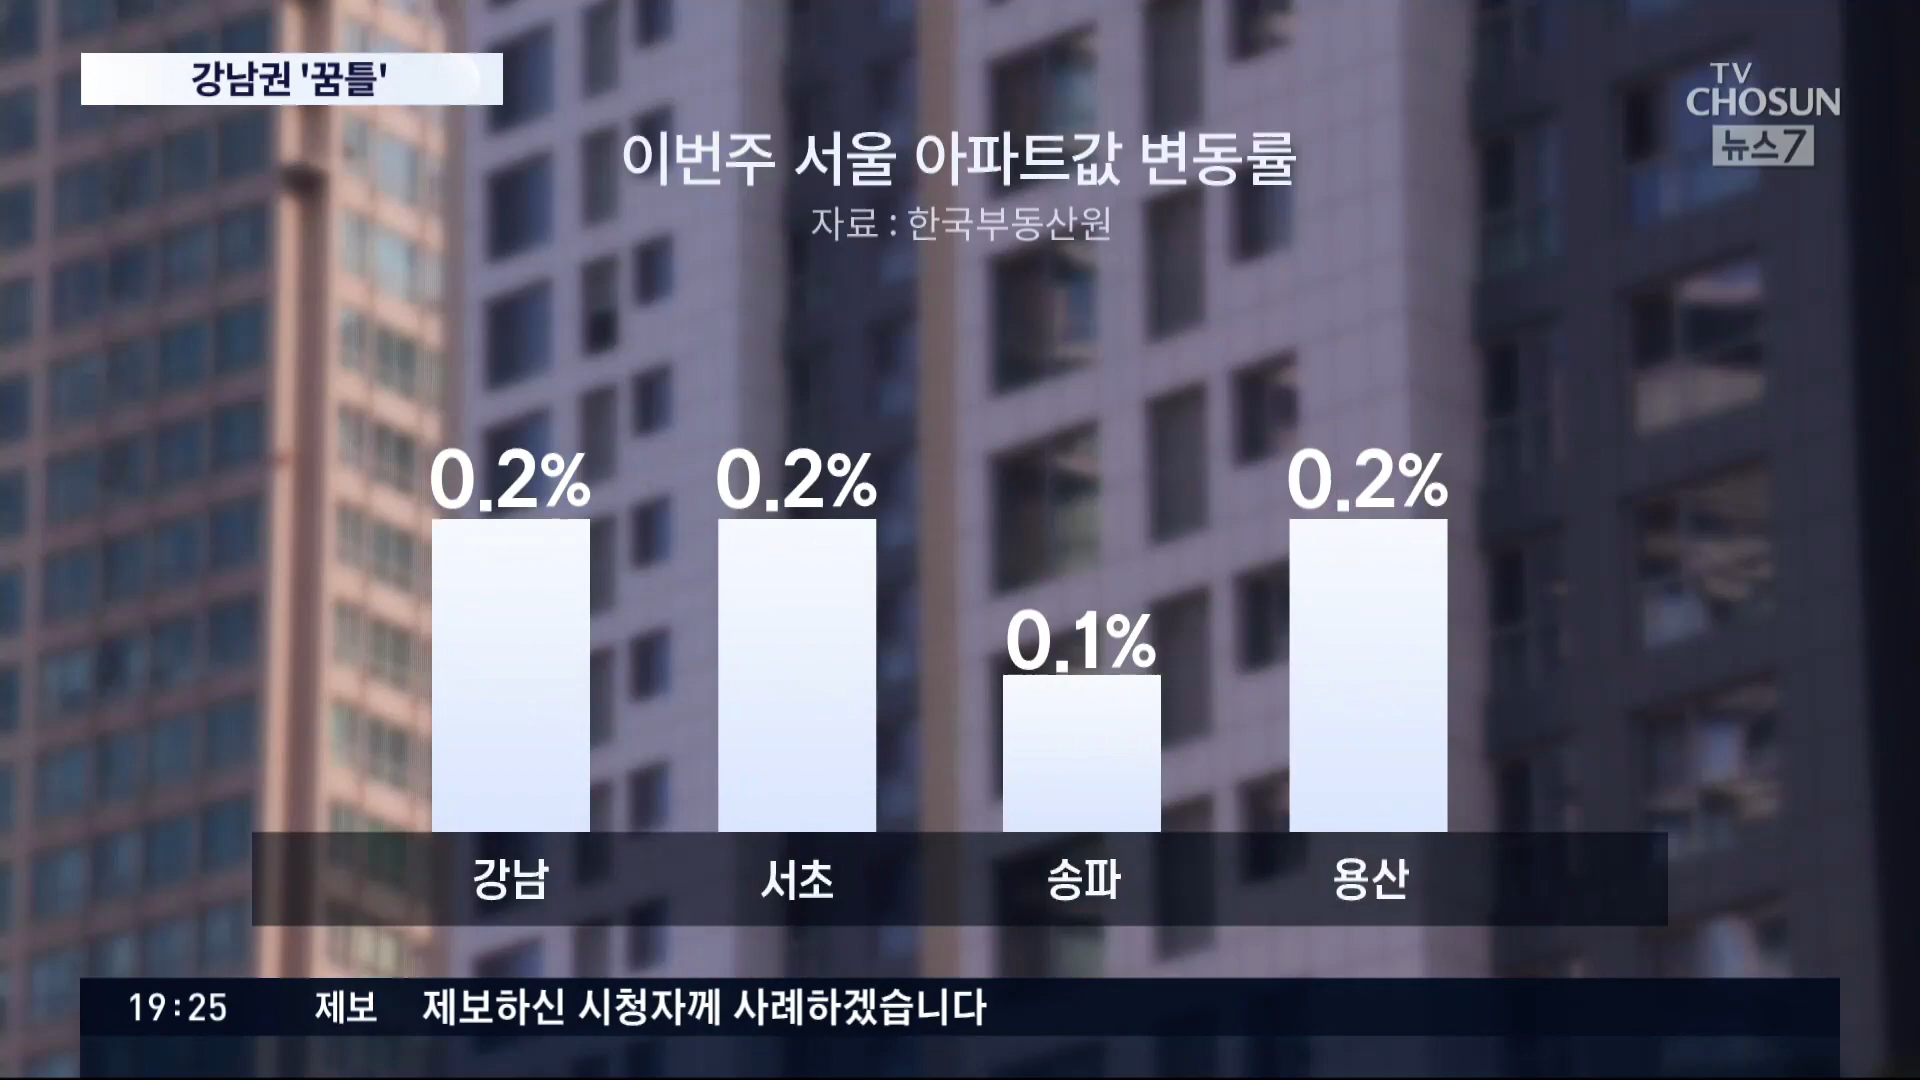 강남권 '꿈틀'
TV
CHOSUN
뉴스7
이번주 서울 아파트값 변동률
자료 : 한국부동산원
0.2%
0.2%
0.1%
0.2%
강남
서초
송파
용산
19:25 제보 제보하신 시청자께 사례하겠습니다